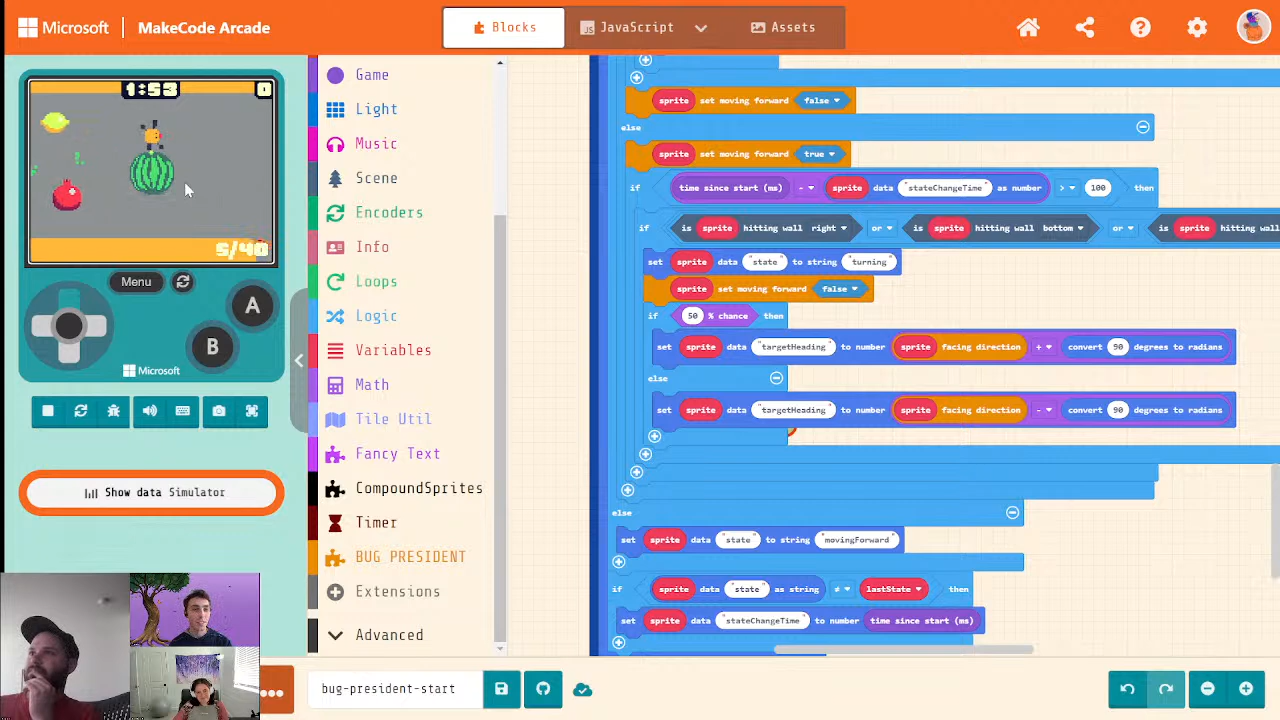 Microsoft
MakeCode Arcade
Blocks
JavaScript
Assets
1:53
0
5/40
Menu
A
B
Microsoft
Show data Simulator
Game
Light
Music
Scene
Encoders
Info
Loops
Logic
Variables
Math
Tile Util
Fancy Text
CompoundSprites
Timer
BUG PRESIDENT
Extensions
Advanced
sprite set moving forward false
else
sprite set moving forward true
if time since start (ms) - sprite data "stateChangeTime" as number > 100 then
if is sprite hitting wall right or is sprite hitting wall bottom or is sprite hitting wall
set sprite data "state" to string "turning"
sprite set moving forward false
if 50 % chance then
set sprite data "targetHeading" to number sprite facing direction + convert 90 degrees to radians
else
set sprite data "targetHeading" to number sprite facing direction - convert 90 degrees to radians
else
set sprite data "state" to string "movingForward"
if sprite data "state" as string ≠ lastState then
set sprite data "stateChangeTime" to number time since start (ms)
bug-president-start